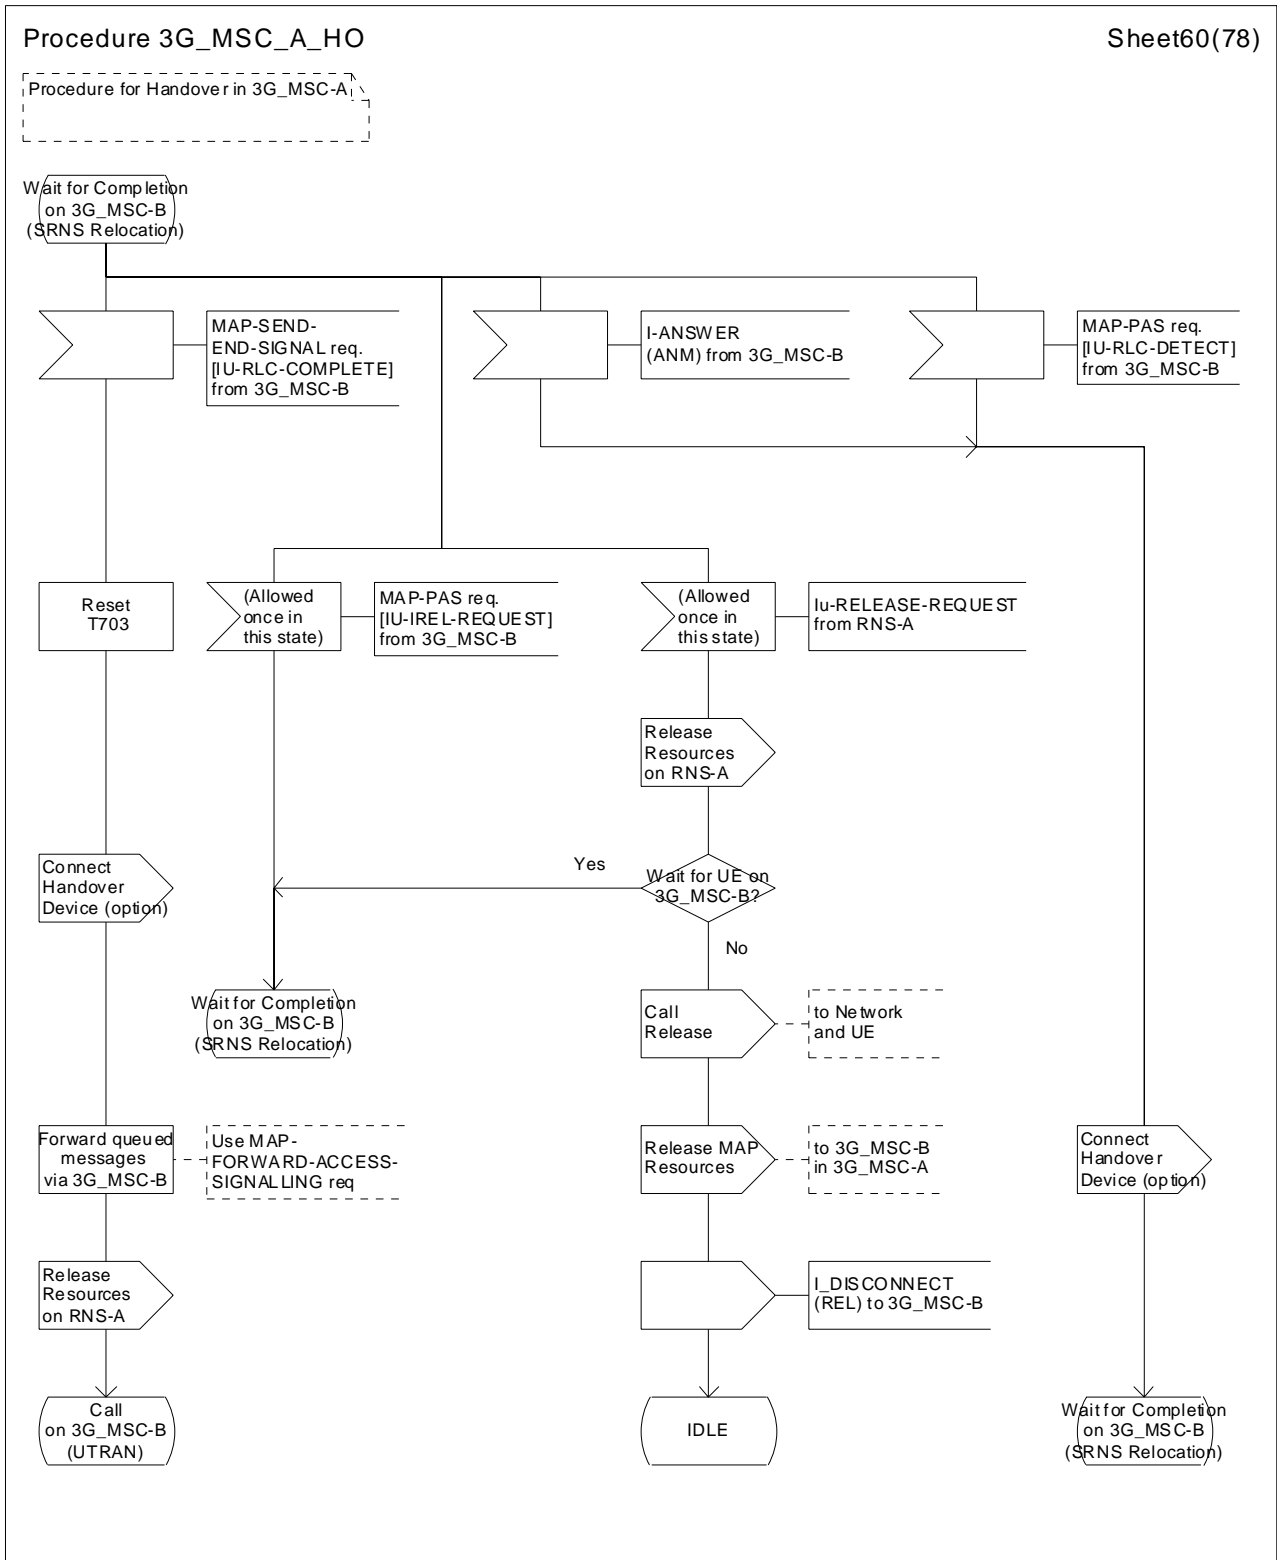 Procedure 3G_MSC_A_HO
Sheet60(78)
Procedure for Handover in 3G_MSC-A
Wait for Completion
on 3G_MSC-B
(SRNS Relocation)
MAP-SEND-
END-SIGNAL req.
[IU-RLC-COMPLETE]
from 3G_MSC-B
I-ANSWER
(ANM) from 3G_MSC-B
MAP-PAS req.
[IU-RLC-DETECT]
from 3G_MSC-B
Reset
T703
(Allowed
once in
this state)
MAP-PAS req.
[IU-IREL-REQUEST]
from 3G_MSC-B
(Allowed
once in
this state)
Iu-RELEASE-REQUEST
from RNS-A
Release
Resources
on RNS-A
Connect
Handover
Device (option)
Yes
Wait for UE on
3G_MSC-B?
No
Wait for Completion
on 3G_MSC-B
(SRNS Relocation)
Call
Release
to Network
and UE
Forward queued
messages
via 3G_MSC-B
Use MAP-
FORWARD-ACCESS-
SIGNALLING req
Release MAP
Resources
to 3G_MSC-B
in 3G_MSC-A
Connect
Handover
Device (option)
Release
Resources
on RNS-A
I_DISCONNECT
(REL) to 3G_MSC-B
Call
on 3G_MSC-B
(UTRAN)
IDLE
Wait for Completion
on 3G_MSC-B
(SRNS Relocation)